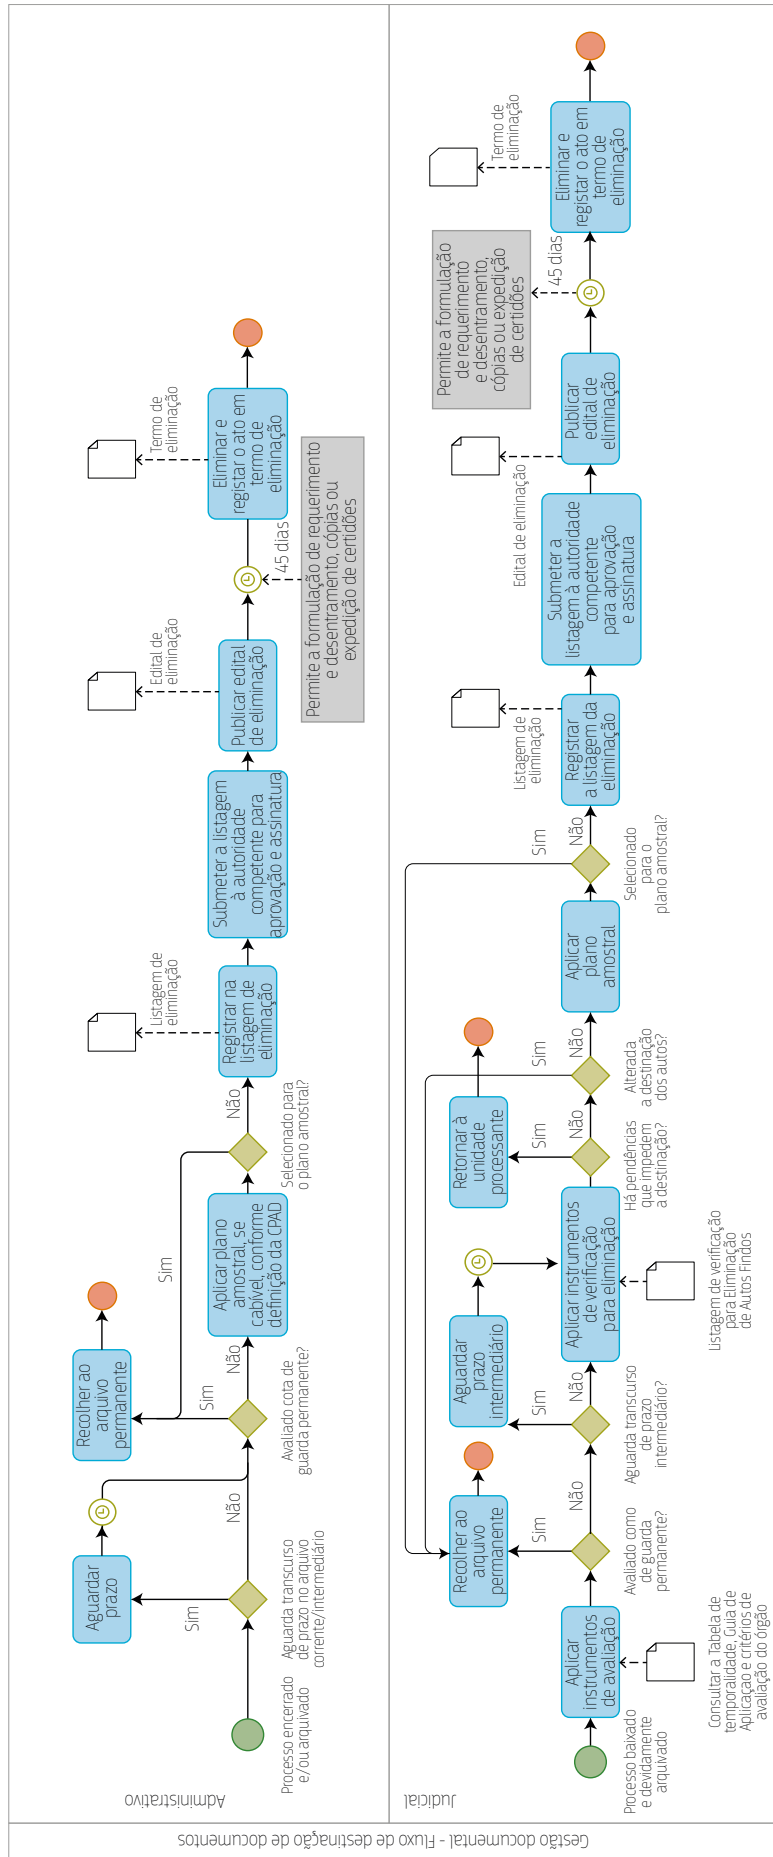 Gestão documental - Fluxo de destinação de documentos
Administrativo
Processo encerrado
e/ou arquivado
Aguarda transcurso
de prazo no arquivo
corrente/intermediário
Sim
Não
Aguardar
prazo
Avaliado cota de
guarda permanente?
Sim
Não
Recolher ao
arquivo
permanente
Aplicar plano
amostral, se
cabível, conforme
definição da CPAD
Selecionado para
o plano amostral?
Sim
Não
Registrar na
listagem de
eliminação
Listagem de
eliminação
Submeter a listagem
à autoridade
competente para
aprovação e assinatura
Publicar edital
de eliminação
Edital de
eliminação
45 dias
Permite a formulação de requerimento
e desentramento, cópias ou
expedição de certidões
Eliminar e
registar o ato em
termo de
eliminação
Termo de
eliminação
Judicial
Processo baixado
e devidamente
arquivado
Aplicar
instrumentos
de avaliação
Consultar a Tabela de
temporalidade, Guia de
Aplicação e critérios de
avaliação do órgão
Avaliado como
de guarda
permanente?
Sim
Não
Recolher ao
arquivo
permanente
Aguarda transcurso
de prazo
intermediário?
Sim
Não
Aguardar
prazo
intermediário
Aplicar instrumentos
de verificação
para eliminação
Listagem de verificação
para Eliminação
de Autos Findos
Há pendências
que impedem
a destinação?
Sim
Não
Retornar à
unidade
processante
Alterada
a destinação
dos autos?
Sim
Não
Aplicar
plano
amostral
Selecionado
para o
plano amostral?
Sim
Não
Registrar
a listagem da
eliminação
Listagem de
eliminação
Submeter a
listagem à autoridade
competente
para aprovação
e assinatura
Publicar
edital de
eliminação
Edital de eliminação
45 dias
Permite a formulação
de requerimento
e desentramento,
cópias ou expedição
de certidões
Eliminar e
registar o ato em
termo de
eliminação
Termo de
eliminação